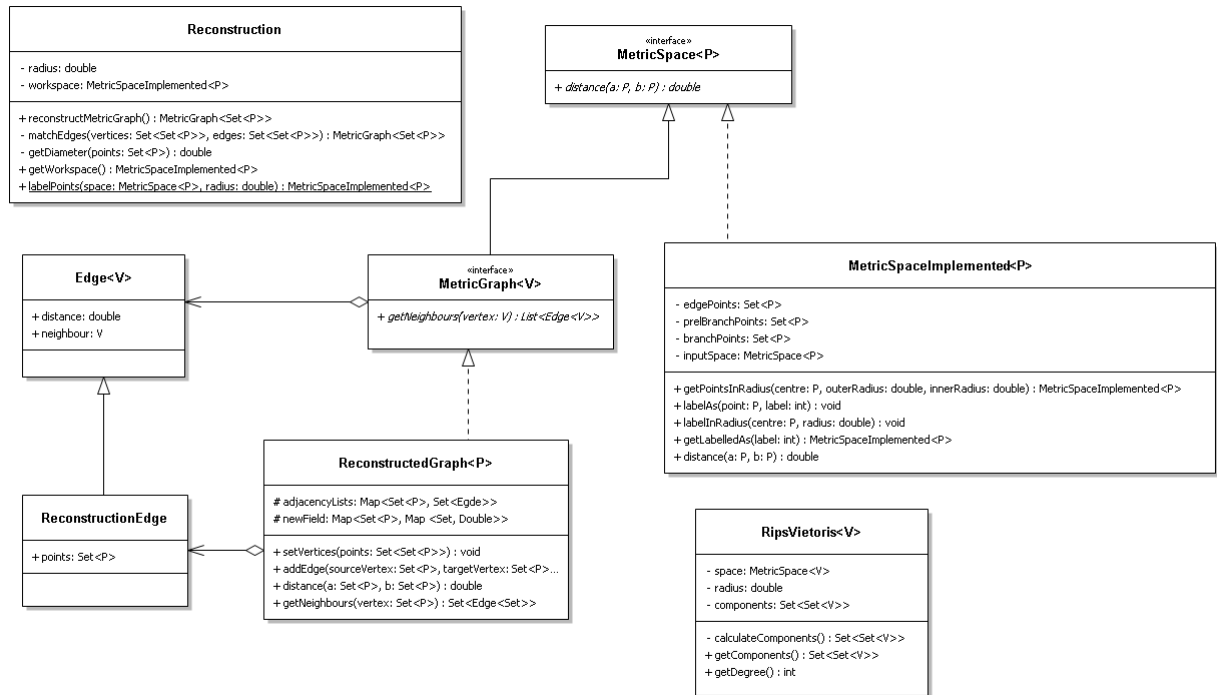 Reconstruction
- radius: double
- workspace: MetricSpaceImplemented<P>
+ reconstructMetricGraph() : MetricGraph<Set<P>>
- matchEdges(vertices: Set<Set<P>>, edges: Set<Set<P>>) : MetricGraph<Set<P>>
- getDiameter(points: Set<P>) : double
+ getWorkspace() : MetricSpaceImplemented<P>
+ labelPoints(space: MetricSpace<P>, radius: double) : MetricSpaceImplemented<P>
«interface»
MetricSpace<P>
+ distance(a: P, b: P) : double
Edge<V>
+ distance: double
+ neighbour: V
«interface»
MetricGraph<V>
+ getNeighbours(vertex: V) : List<Edge<V>>
MetricSpaceImplemented<P>
- edgePoints: Set<P>
- prelBranchPoints: Set<P>
- branchPoints: Set<P>
- inputSpace: MetricSpace<P>
+ getPointsInRadius(centre: P, outerRadius: double, innerRadius: double) : MetricSpaceImplemented<P>
+ labelAs(point: P, label: int) : void
+ labelInRadius(centre: P, radius: double) : void
+ getLabelledAs(label: int) : MetricSpaceImplemented<P>
+ distance(a: P, b: P) : double
ReconstructionEdge
+ points: Set<P>
ReconstructedGraph<P>
# adjacencyLists: Map<Set<P>, Set<Egde>>
# newField: Map<Set<P>, Map <Set, Double>>
+ setVertices(points: Set<Set<P>>) : void
+ addEdge(sourceVertex: Set<P>, targetVertex: Set<P>...
+ distance(a: Set<P>, b: Set<P>) : double
+ getNeighbours(vertex: Set<P>) : Set<Edge<Set>>
RipsVietoris<V>
- space: MetricSpace<V>
- radius: double
- components: Set<Set<V>>
- calculateComponents() : Set<Set<V>>
+ getComponents() : Set<Set<V>>
+ getDegree() : int